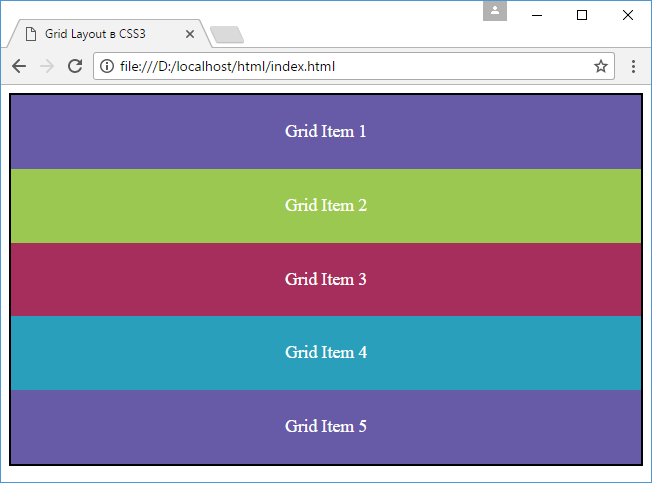 Grid Layout в CSS3
file:///D:/localhost/html/index.html
Grid Item 1
Grid Item 2
Grid Item 3
Grid Item 4
Grid Item 5